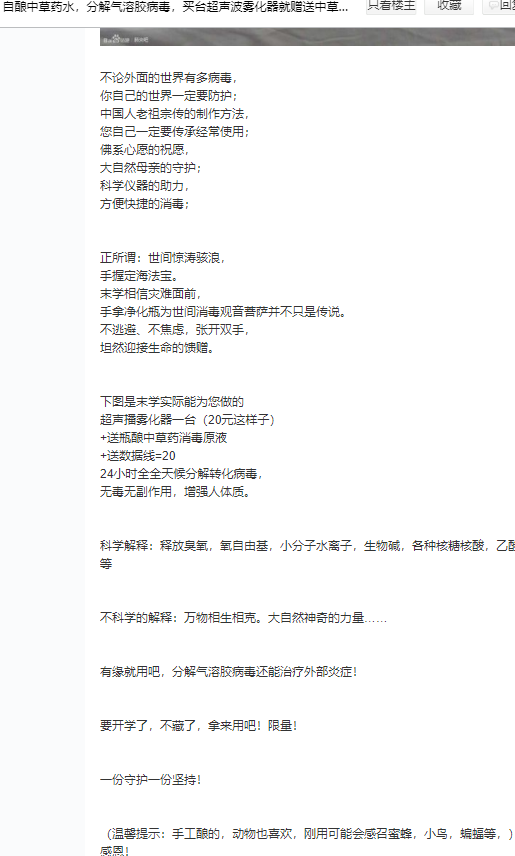 自酿中草药水，分解气溶胶病毒，买台超声波雾化器就赠送中草...
只看楼主
收藏
不论外面的世界有多病毒，
你自己的世界一定要防护；
中国人老祖宗传的制作方法，
您自己一定要传承经常使用；
佛系心愿的祝愿，
大自然母亲的守护；
科学仪器的助力，
方便快捷的消毒；
正所谓：世间惊涛骇浪，
手握定海法宝。
末学相信灾难面前，
手拿净化瓶为世间消毒观音菩萨并不只是传说。
不逃避、不焦虑，张开双手，
坦然迎接生命的馈赠。
下图是末学实际能为您做的
超声播雾化器一台（20元这样子）
+送瓶酿中草药消毒原液
+送数据线=20
24小时全全天候分解转化病毒，
无毒无副作用，增强人体质。
科学解释：释放臭氧，氧自由基，小分子水离子，生物碱，各种核糖核酸，乙酸
等
不科学的解释：万物相生相克。大自然神奇的力量……
有缘就用吧，分解气溶胶病毒还能治疗外部炎症！
要开学了，不藏了，拿来用吧！限量！
一份守护一份坚持！
（温馨提示：手工酿的，动物也喜欢，刚用可能会感召蜜蜂，小鸟，蝙蝠等，）
感恩！